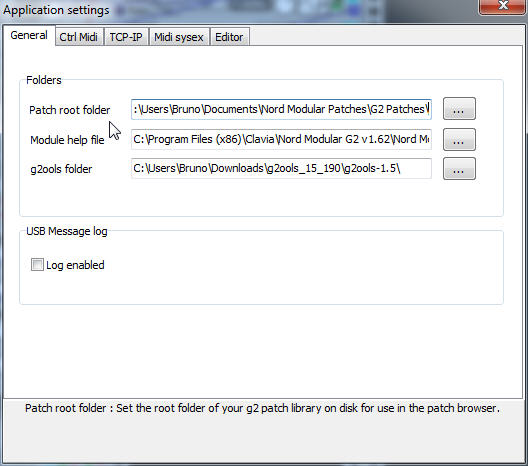 Application settings
General Ctrl Midi TCP-IP Midi sysex Editor
Folders
Patch root folder :\Users\Bruno\Documents\Nord Modular Patches\G2 Patches\ ...
Module help file C:\Program Files (x86)\Clavia\Nord Modular G2 v1.62\Nord Mo ...
g2ools folder C:\Users\Bruno\Downloads\g2ools_15_190\g2ools-1.5\ ...
USB Message log
Log enabled
Patch root folder : Set the root folder of your g2 patch library on disk for use in the patch browser.